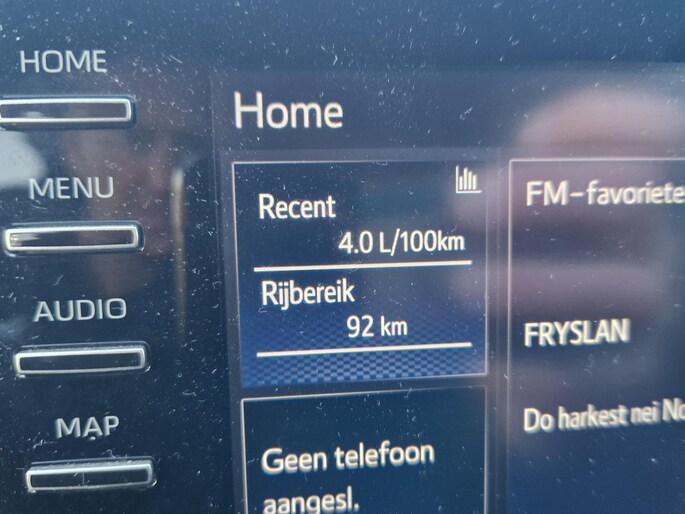 HOME
MENU
AUDIO
MAP
Home
Recent
4.0 L/100km
Rijbereik
92 km
Geen telefoon
aangesl.
FM-favoriete
FRYSLAN
Do harkest nei No